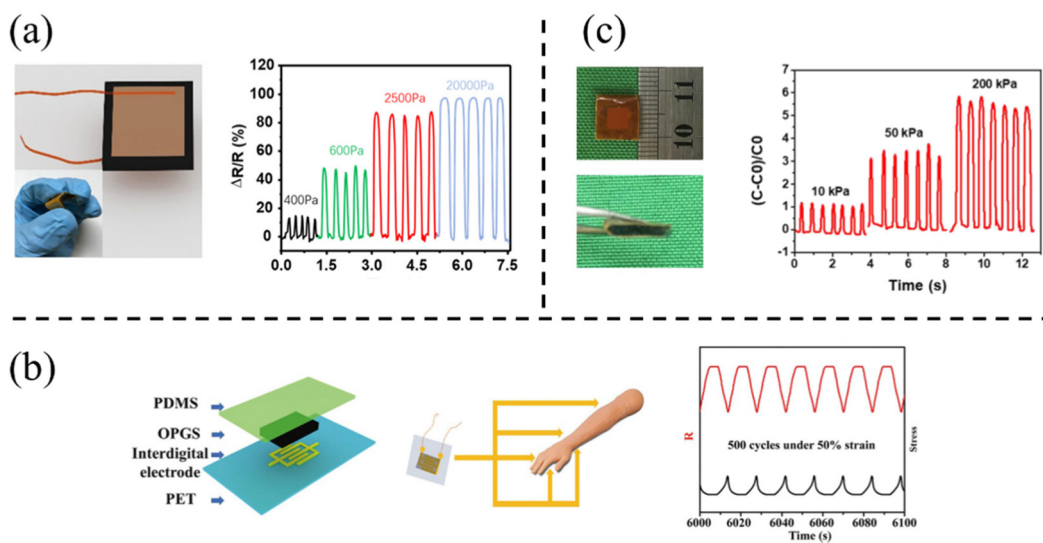 (a)
120
100
80
60
40
20
0
ΔR/R (%)
400Pa
600Pa
2500Pa
20000Pa
0.0 1.5 3.0 4.5 6.0 7.5
(c)
10 11
7
6
5
4
3
2
1
0
-1
(C-C0)/C0
10 kPa
50 kPa
200 kPa
0 2 4 6 8 10 12
Time (s)
(b)
PDMS
OPGS
Interdigital
electrode
PET
R
500 cycles under 50% strain
Stress
6000 6020 6040 6060 6080 6100
Time (s)